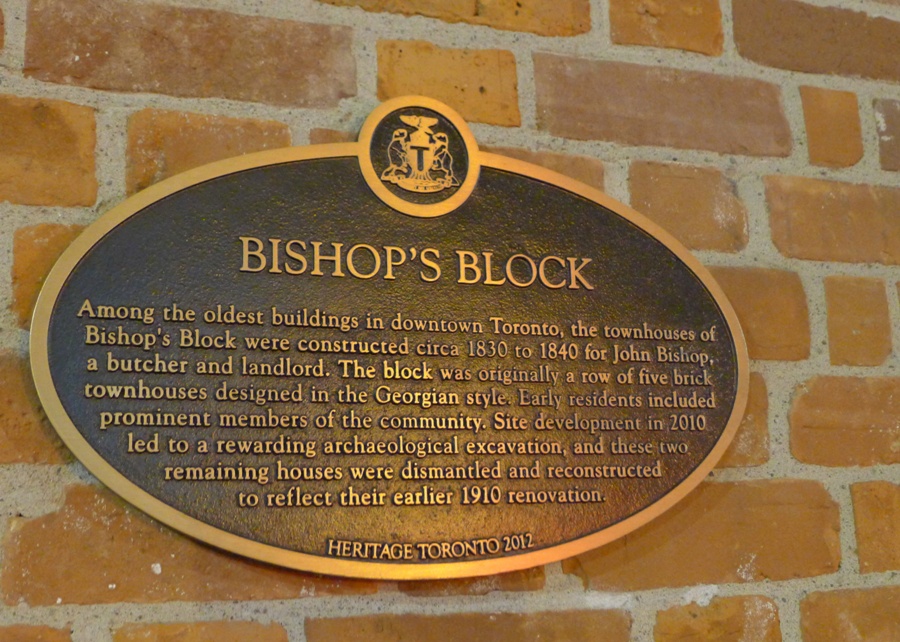 T
BISHOP'S BLOCK
Among the oldest buildings in downtown Toronto, the townhouses of
Bishop's Block were constructed circa 1830 to 1840 for John Bishop,
a butcher and landlord. The block was originally a row of five brick
townhouses designed in the Georgian style. Early residents included
prominent members of the community. Site development in 2010
led to a rewarding archaeological excavation, and these two
remaining houses were dismantled and reconstructed
to reflect their earlier 1910 renovation.
HERITAGE TORONTO 2012